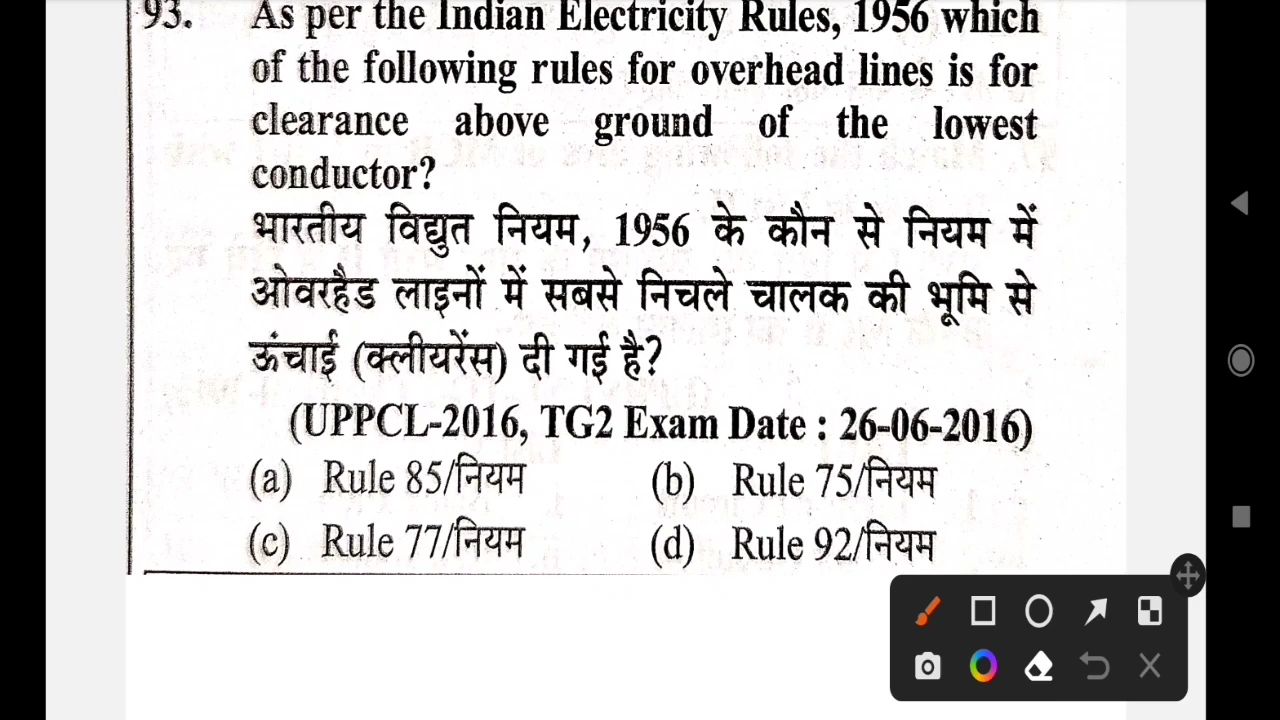 93. As per the Indian Electricity Rules, 1956 which
of the following rules for overhead lines is for
clearance above ground of the lowest
conductor?
भारतीय विद्युत नियम, 1956 के कौन से नियम में
ओवरहैड लाइनों में सबसे निचले चालक की भूमि से
ऊंचाई (क्लीयरेंस) दी गई है?
(UPPCL-2016, TG2 Exam Date : 26-06-2016)
(a) Rule 85/नियम (b) Rule 75/नियम
(c) Rule 77/नियम (d) Rule 92/नियम